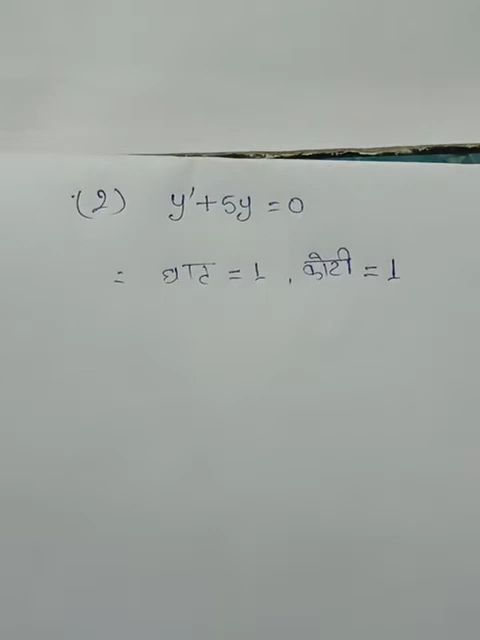 (2) y'+5y = 0
= घात = 1, कोटी = 1